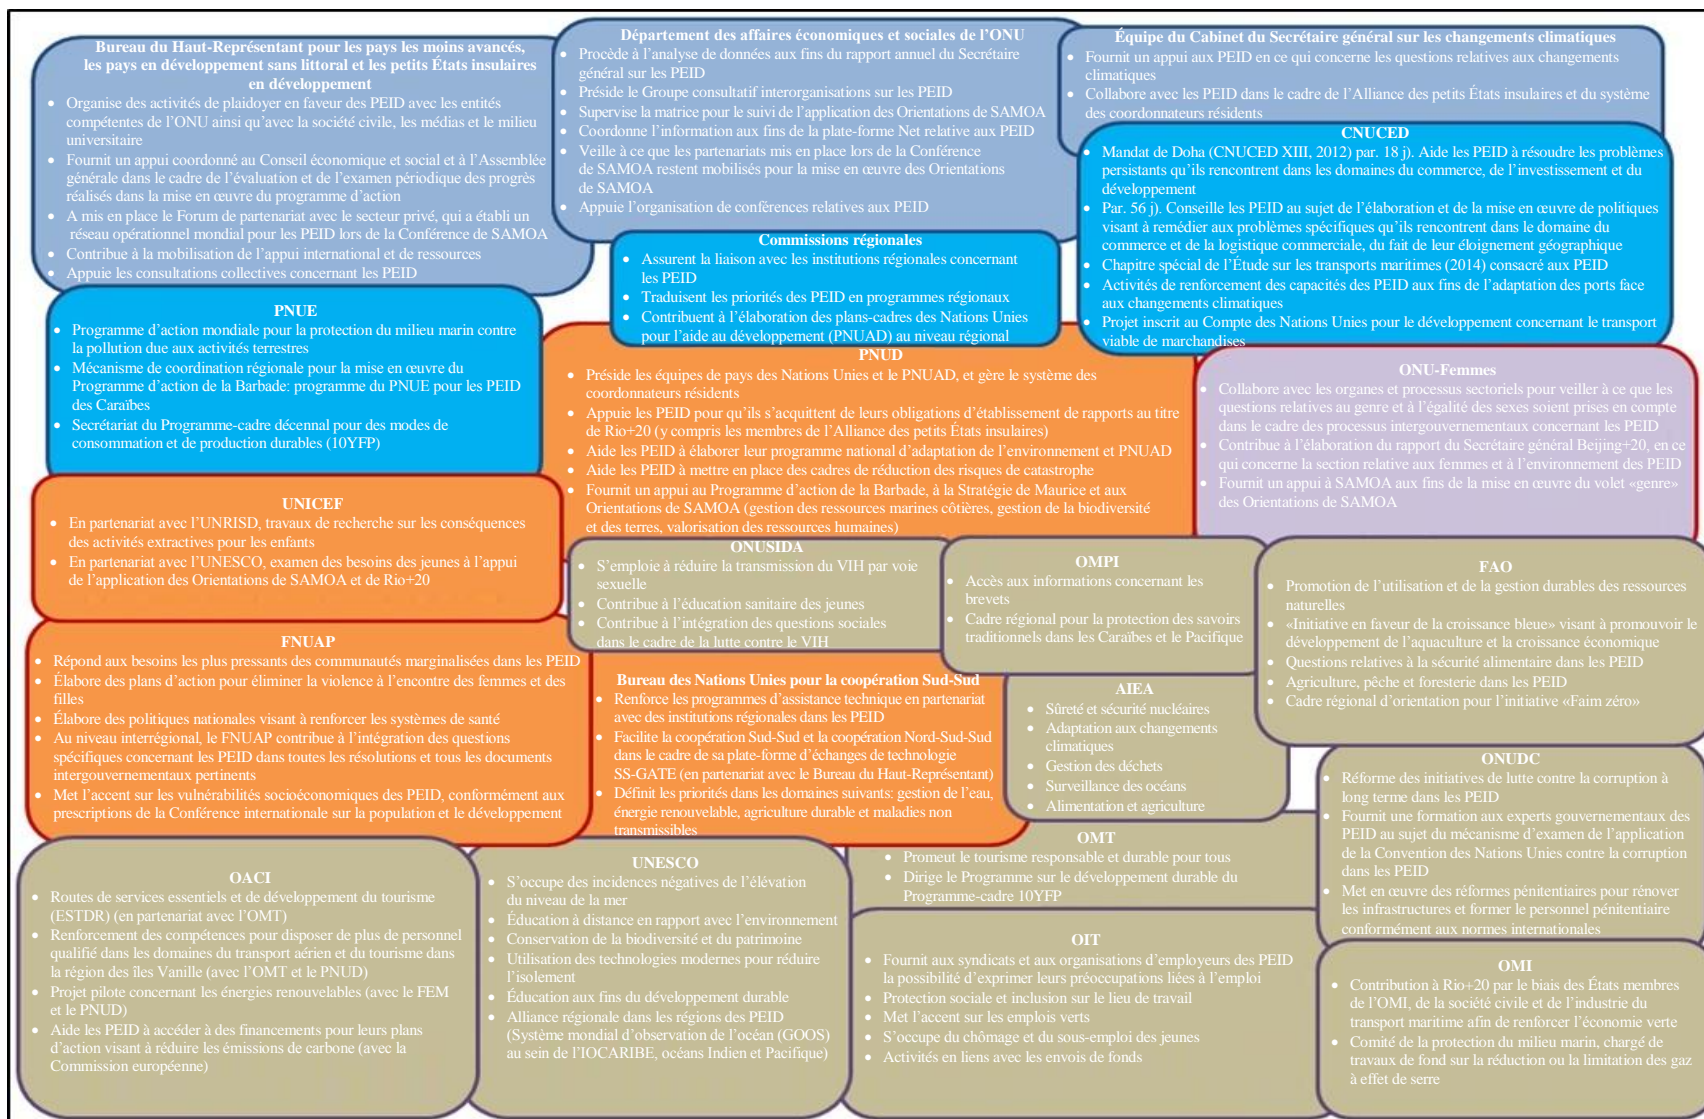 Bureau du Haut-Représentant pour les pays les moins avancés,
les pays en développement sans littoral et les petits États insulaires
en développement
• Organise des activités de plaidoyer en faveur des PEID avec les entités
compétentes de l'ONU ainsi qu'avec la société civile, les médias et le milieu
universitaire
• Fournit un appui coordonné au Conseil économique et social et à l'Assemblée
générale dans le cadre de l'évaluation et de l'examen périodique des progrès
réalisés dans la mise en œuvre du programme d'action
• A mis en place le Forum de partenariat avec le secteur privé, qui a établi un
réseau opérationnel mondial pour les PEID lors de la Conférence de SAMOA
• Contribue à la mobilisation de l'appui international et de ressources
• Appuie les consultations collectives concernant les PEID
Département des affaires économiques et sociales de l'ONU
• Procède à l'analyse de données aux fins du rapport annuel du Secrétaire
général sur les PEID
• Préside le Groupe consultatif interorganisations sur les PEID
• Supervise la matrice pour le suivi de l'application des Orientations de SAMOA
• Coordonne l'information aux fins de la plate-forme Net relative aux PEID
• Veille à ce que les partenariats mis en place lors de la Conférence
de SAMOA restent mobilisés pour la mise en œuvre des Orientations
de SAMOA
• Appuie l'organisation de conférences relatives aux PEID
Équipe du Cabinet du Secrétaire général sur les changements climatiques
• Fournit un appui aux PEID en ce qui concerne les questions relatives aux changements
climatiques
• Collabore avec les PEID dans le cadre de l'Alliance des petits États insulaires et du système
des coordonnateurs résidents
CNUCED
• Mandat de Doha (CNUCED XIII, 2012) par. 18 j). Aide les PEID à résoudre les problèmes
persistants qu'ils rencontrent dans les domaines du commerce, de l'investissement et du
développement
• Par. 56 j). Conseille les PEID au sujet de l'élaboration et de la mise en œuvre de politiques
visant à remédier aux problèmes spécifiques qu'ils rencontrent dans le domaine du
commerce et de la logistique commerciale, du fait de leur éloignement géographique
• Chapitre spécial de l'Étude sur les transports maritimes (2014) consacré aux PEID
• Activités de renforcement des capacités des PEID aux fins de l'adaptation des ports face
aux changements climatiques
• Projet inscrit au Compte des Nations Unies pour le développement concernant le transport
viable de marchandises
Commissions régionales
• Assurent la liaison avec les institutions régionales concernant
les PEID
• Traduisent les priorités des PEID en programmes régionaux
• Contribuent à l'élaboration des plans-cadres des Nations Unies
pour l'aide au développement (PNUAD) au niveau régional
PNUE
• Programme d'action mondiale pour la protection du milieu marin contre
la pollution due aux activités terrestres
• Mécanisme de coordination régionale pour la mise en œuvre du
Programme d'action de la Barbade: programme du PNUE pour les PEID
des Caraïbes
• Secrétariat du Programme-cadre décennal pour des modes de
consommation et de production durables (10YFP)
PNUD
• Préside les équipes de pays des Nations Unies et le PNUAD, et gère le système des
coordonnateurs résidents
• Appuie les PEID pour qu'ils s'acquittent de leurs obligations d'établissement de rapports au titre
de Rio+20 (y compris les membres de l'Alliance des petits États insulaires)
• Aide les PEID à élaborer leur programme national d'adaptation de l'environnement et PNUAD
• Aide les PEID à mettre en place des cadres de réduction des risques de catastrophe
• Fournit un appui au Programme d'action de la Barbade, à la Stratégie de Maurice et aux
Orientations de SAMOA (gestion des ressources marines côtières, gestion de la biodiversité
et des terres, valorisation des ressources humaines)
ONU-Femmes
• Collabore avec les organes et processus sectoriels pour veiller à ce que les
questions relatives au genre et à l'égalité des sexes soient prises en compte
dans le cadre des processus intergouvernementaux concernant les PEID
• Contribue à l'élaboration du rapport du Secrétaire général Beijing+20, en ce
qui concerne la section relative aux femmes et à l'environnement des PEID
• Fournit un appui à SAMOA aux fins de la mise en œuvre du volet «genre»
des Orientations de SAMOA
UNICEF
• En partenariat avec l'UNRISD, travaux de recherche sur les conséquences
des activités extractives pour les enfants
• En partenariat avec l'UNESCO, examen des besoins des jeunes à l'appui
de l'application des Orientations de SAMOA et de Rio+20
ONUSIDA
• S'emploie à réduire la transmission du VIH par voie
sexuelle
• Contribue à l'éducation sanitaire des jeunes
• Contribue à l'intégration des questions sociales
dans le cadre de la lutte contre le VIH
OMPI
• Accès aux informations concernant les
brevets
• Cadre régional pour la protection des savoirs
traditionnels dans les Caraïbes et le Pacifique
FAO
• Promotion de l'utilisation et de la gestion durables des ressources
naturelles
• «Initiative en faveur de la croissance bleue» visant à promouvoir le
développement de l'aquaculture et la croissance économique
• Questions relatives à la sécurité alimentaire dans les PEID
• Agriculture, pêche et foresterie dans les PEID
• Cadre régional d'orientation pour l'initiative «Faim zéro»
FNUAP
• Répond aux besoins les plus pressants des communautés marginalisées dans les PEID
• Élabore des plans d'action pour éliminer la violence à l'encontre des femmes et des
filles
• Élabore des politiques nationales visant à renforcer les systèmes de santé
• Au niveau interrégional, le FNUAP contribue à l'intégration des questions
spécifiques concernant les PEID dans toutes les résolutions et tous les documents
intergouvernementaux pertinents
• Met l'accent sur les vulnérabilités socioéconomiques des PEID, conformément aux
prescriptions de la Conférence internationale sur la population et le développement
Bureau des Nations Unies pour la coopération Sud-Sud
• Renforce les programmes d'assistance technique en partenariat
avec des institutions régionales dans les PEID
• Facilite la coopération Sud-Sud et la coopération Nord-Sud-Sud
dans le cadre de sa plate-forme d'échanges de technologie
SS-GATE (en partenariat avec le Bureau du Haut-Représentant)
• Définit les priorités dans les domaines suivants: gestion de l'eau,
énergie renouvelable, agriculture durable et maladies non
transmissibles
AIEA
• Sûreté et sécurité nucléaires
• Adaptation aux changements
climatiques
• Gestion des déchets
• Surveillance des océans
• Alimentation et agriculture
ONUDC
• Réforme des initiatives de lutte contre la corruption à
long terme dans les PEID
• Fournit une formation aux experts gouvernementaux des
PEID au sujet du mécanisme d'examen de l'application
de la Convention des Nations Unies contre la corruption
dans les PEID
• Met en œuvre des réformes pénitentiaires pour rénover
les infrastructures et former le personnel pénitentiaire
conformément aux normes internationales
OACI
• Routes de services essentiels et de développement du tourisme
(ESTDR) (en partenariat avec l'OMT)
• Renforcement des compétences pour disposer de plus de personnel
qualifié dans les domaines du transport aérien et du tourisme dans
la région des îles Vanille (avec l'OMT et le PNUD)
• Projet pilote concernant les énergies renouvelables (avec le FEM
et le PNUD)
• Aide les PEID à accéder à des financements pour leurs plans
d'action visant à réduire les émissions de carbone (avec la
Commission européenne)
UNESCO
• S'occupe des incidences négatives de l'élévation
du niveau de la mer
• Éducation à distance en rapport avec l'environnement
• Conservation de la biodiversité et du patrimoine
• Utilisation des technologies modernes pour réduire
l'isolement
• Éducation aux fins du développement durable
• Alliance régionale dans les régions des PEID
(Système mondial d'observation de l'océan (GOOS)
au sein de l'IOCARIBE, océans Indien et Pacifique)
OMT
• Promeut le tourisme responsable et durable pour tous
• Dirige le Programme sur le développement durable du
Programme-cadre 10YFP
OIT
• Fournit aux syndicats et aux organisations d'employeurs des PEID
la possibilité d'exprimer leurs préoccupations liées à l'emploi
• Protection sociale et inclusion sur le lieu de travail
• Met l'accent sur les emplois verts
• S'occupe du chômage et du sous-emploi des jeunes
• Activités en liens avec les envois de fonds
OMI
• Contribution à Rio+20 par le biais des États membres
de l'OMI, de la société civile et de l'industrie du
transport maritime afin de renforcer l'économie verte
• Comité de la protection du milieu marin, chargé de
travaux de fond sur la réduction ou la limitation des gaz
à effet de serre